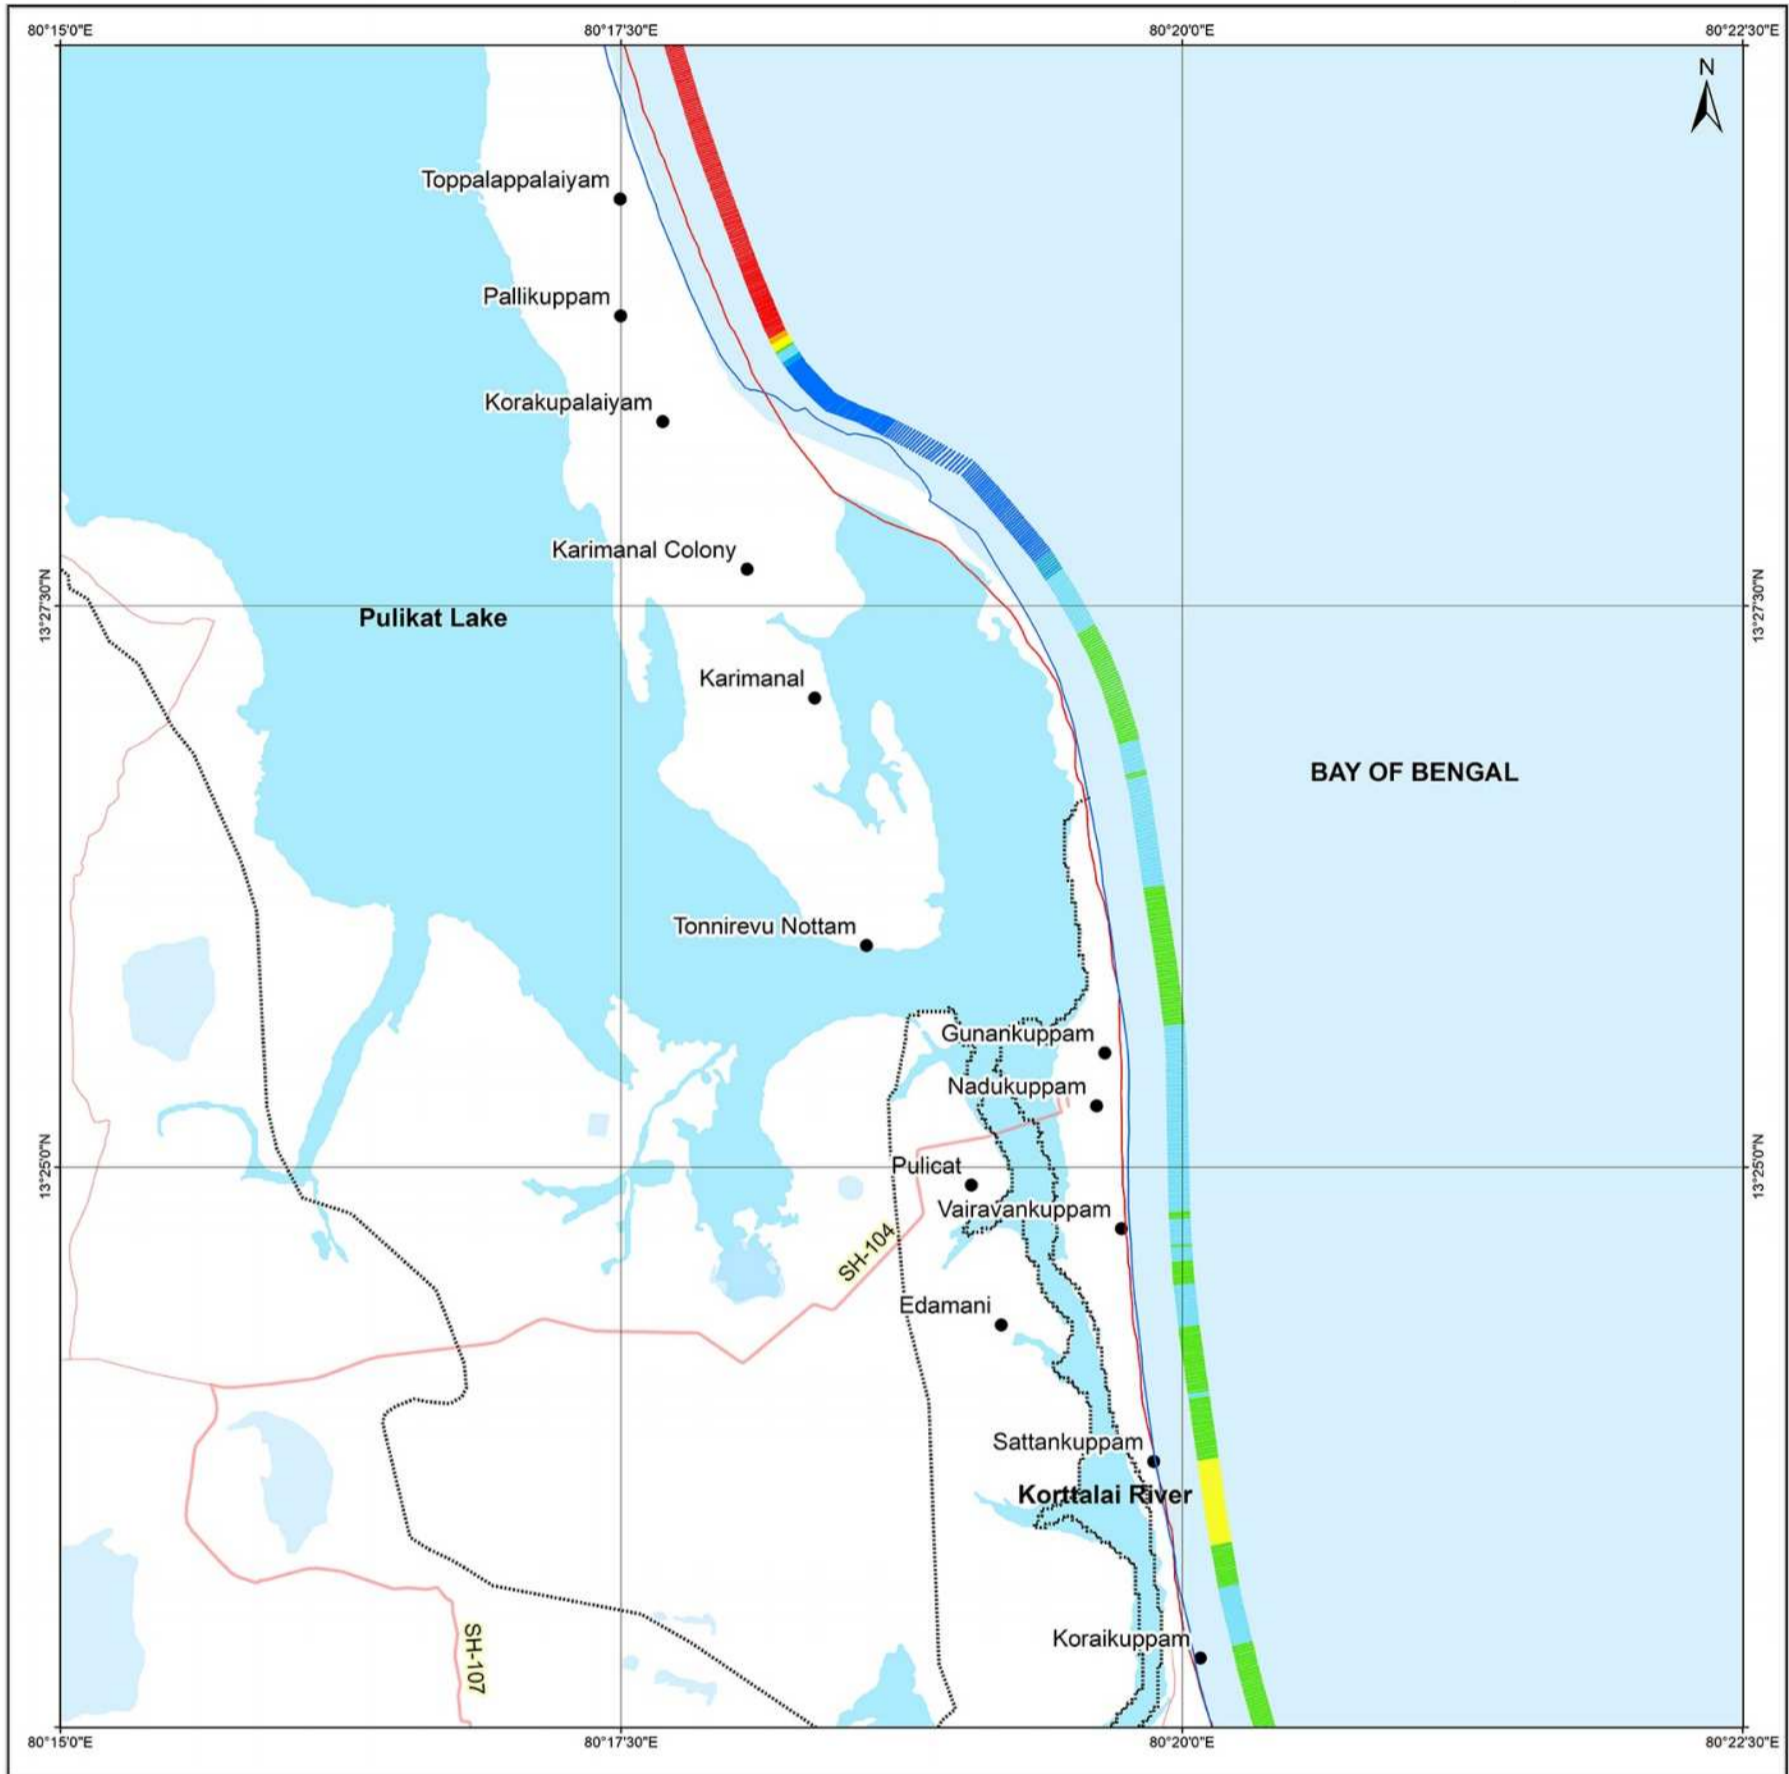 80°15'0"E
80°17'30"E
80°20'0"E
80°22'30"E
N
Toppalappalaiyam
Pallikuppam
Korakupalaiyam
Karimanal Colony
13°27'30"N
13°27'30"N
Pulikat Lake
Karimanal
BAY OF BENGAL
Tonnirevu Nottam
Gunankuppam
Nadukuppam
13°25'0"N
13°25'0"N
Pulicat
Vairavankuppam
SH-104
Edamani
Sattankuppam
Korttalai River
Koraikuppam
SH-107
80°15'0"E
80°17'30"E
80°20'0"E
80°22'30"E